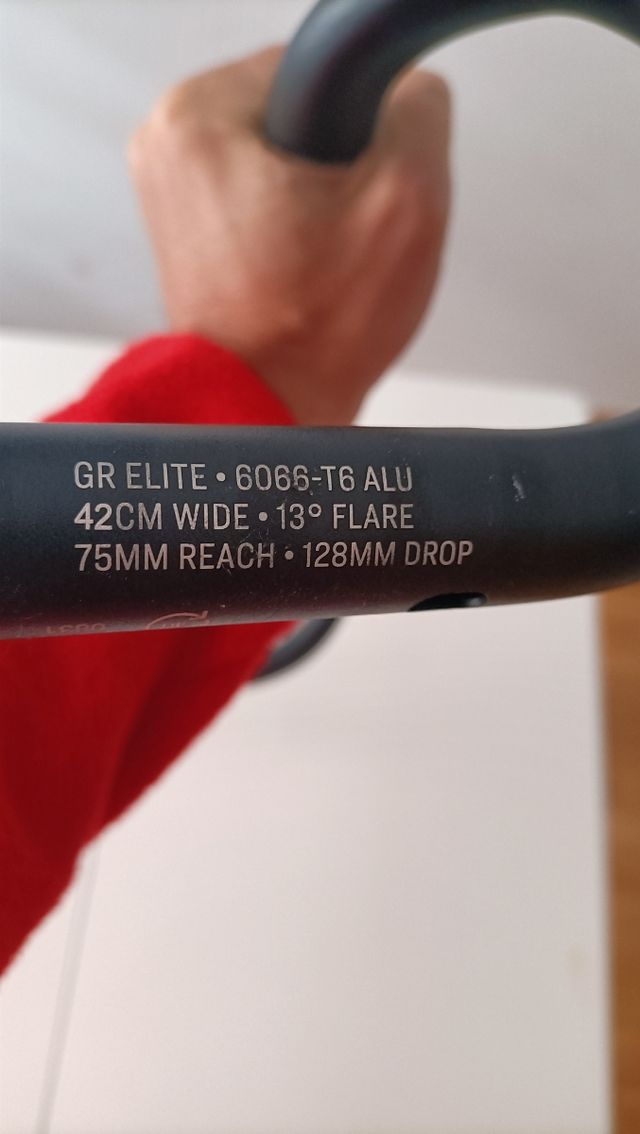 GR ELITE • 6066-T6 ALU
42CM WIDE • 13° FLARE
75MM REACH • 128MM DROP